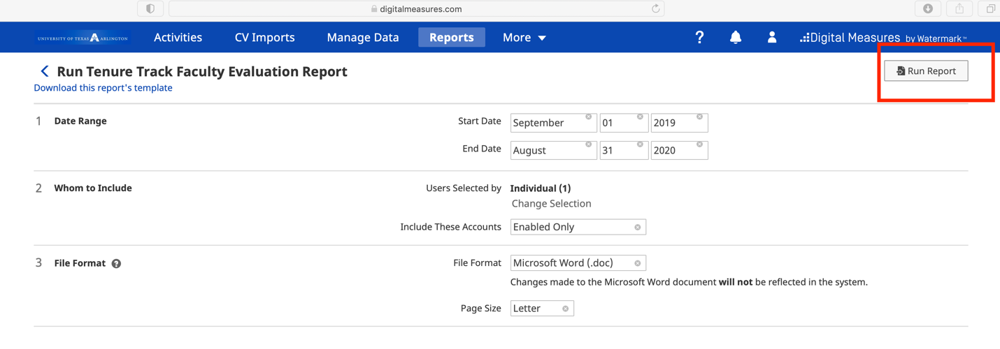 digitalmeasures.com
UNIVERSITY OF TEXAS A ARLINGTON Activities CV Imports Manage Data Reports More ? Digital Measures by Watermark™
Run Tenure Track Faculty Evaluation Report Run Report
Download this report's template
1 Date Range Start Date September 01 2019
End Date August 31 2020
2 Whom to Include Users Selected by Individual (1)
Change Selection
Include These Accounts Enabled Only
3 File Format ? File Format Microsoft Word (.doc)
Changes made to the Microsoft Word document will not be reflected in the system.
Page Size Letter